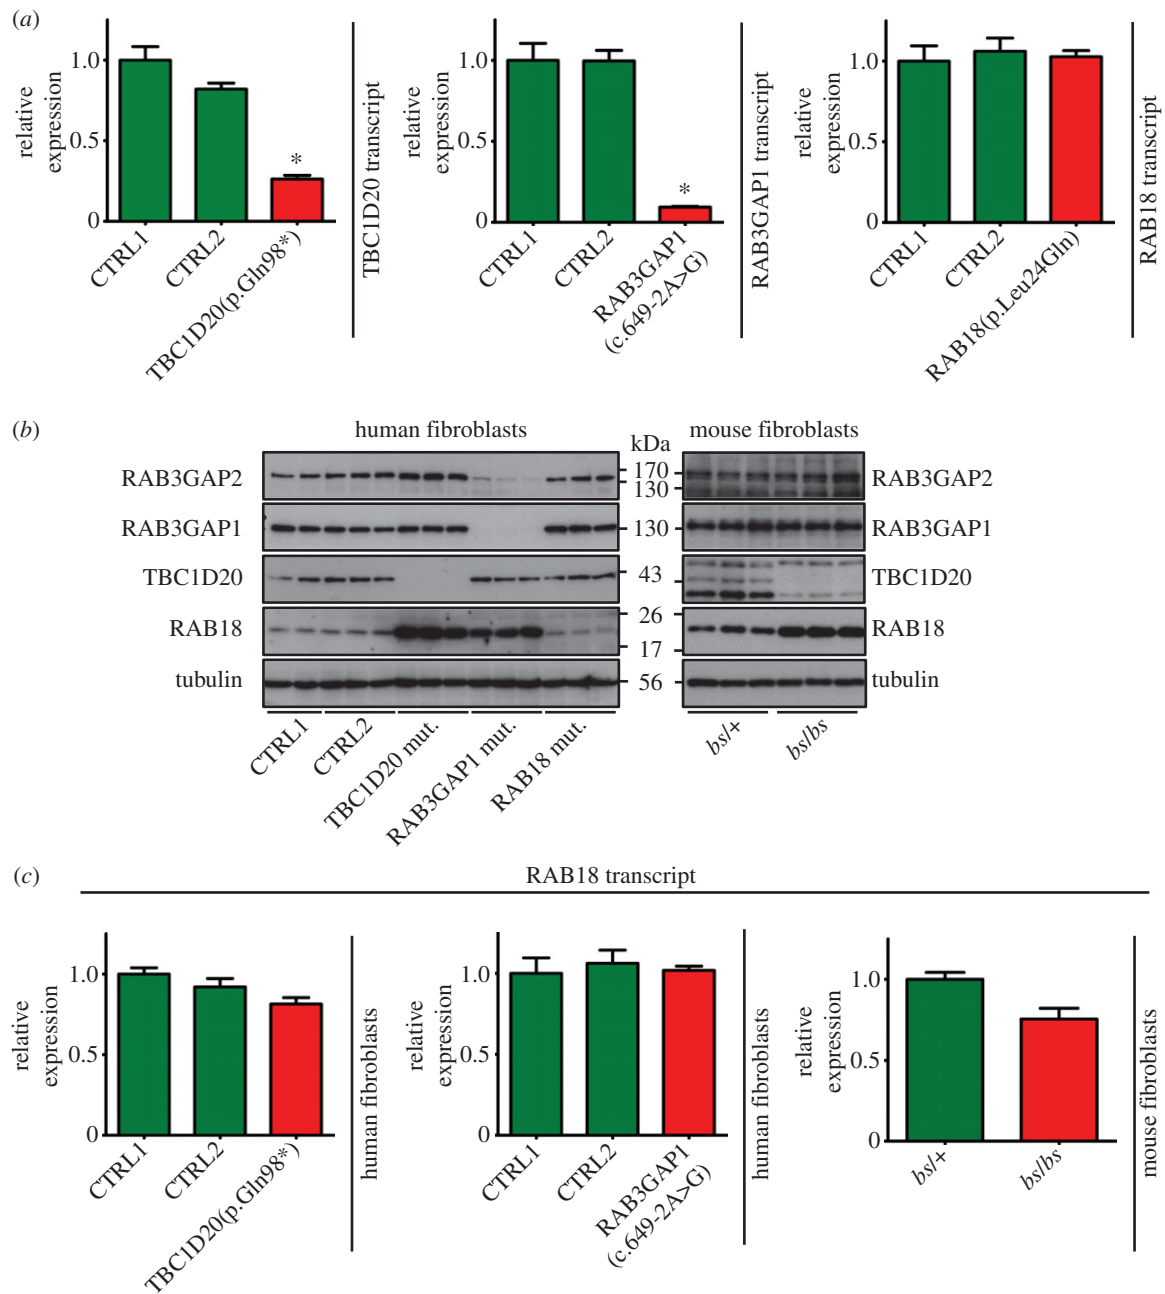 (a)
relative
expression
1.0
0.5
0
*
CTRL1
CTRL2
TBC1D20(p.Gln98*)
TBC1D20 transcript
relative
expression
1.0
0.5
0
*
CTRL1
CTRL2
RAB3GAP1
(c.649-2A>G)
RAB3GAP1 transcript
relative
expression
1.0
0.5
0
CTRL1
CTRL2
RAB18(p.Leu24Gln)
RAB18 transcript
(b)
human fibroblasts
kDa
mouse fibroblasts
RAB3GAP2
170
130
RAB3GAP2
RAB3GAP1
130
RAB3GAP1
TBC1D20
43
TBC1D20
RAB18
26
17
RAB18
tubulin
56
tubulin
CTRL1
CTRL2
TBC1D20 mut.
RAB3GAP1 mut.
RAB18 mut.
bs/+
bs/bs
(c)
RAB18 transcript
relative
expression
1.0
0.5
0
CTRL1
CTRL2
TBC1D20(p.Gln98*)
human fibroblasts
relative
expression
1.0
0.5
0
CTRL1
CTRL2
RAB3GAP1
(c.649-2A>G)
human fibroblasts
relative
expression
1.0
0.5
0
bs/+
bs/bs
mouse fibroblasts